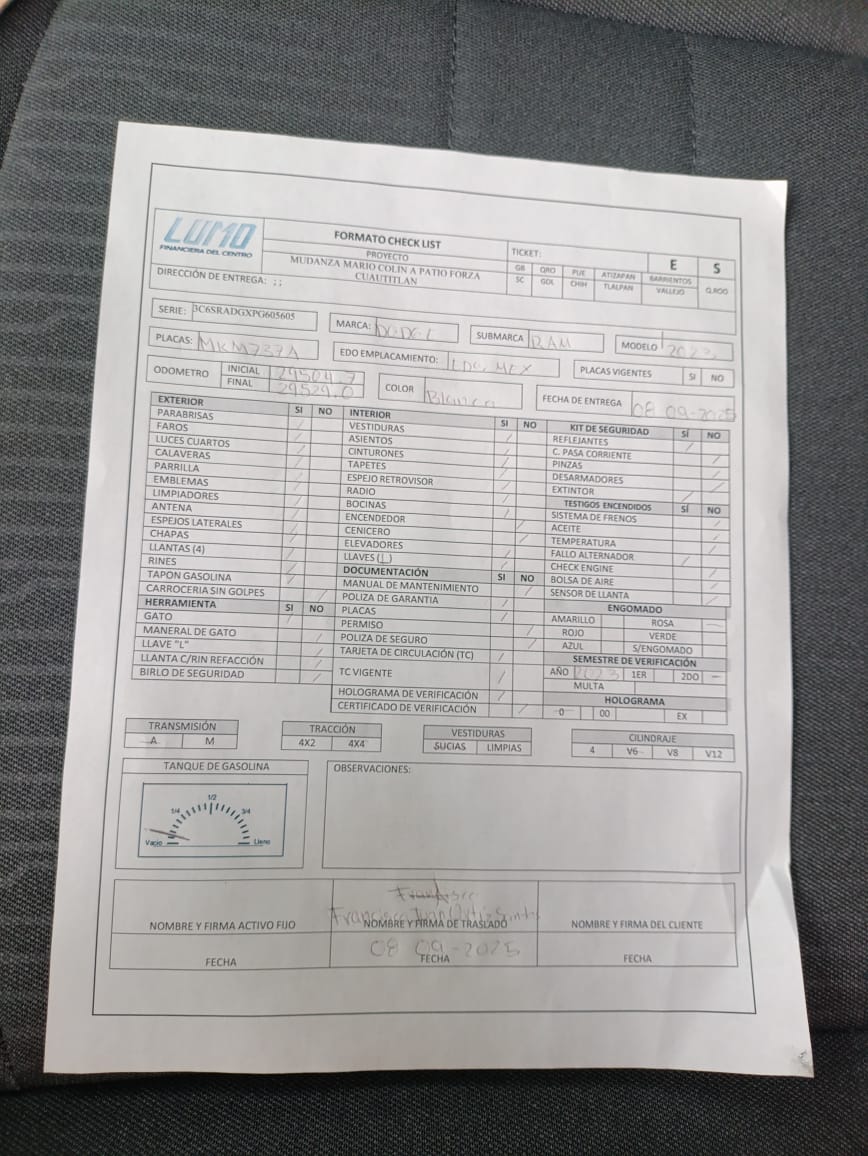 LUMO
FINANCIERA DEL CENTRO
FORMATO CHECK LIST
PROYECTO
MUDANZA MARIO COLIN A PATIO FORZA
CUAUTITLAN
TICKET:
E S
GB QRO PUE ATIZAPAN BARRIENTOS
SC GDL CHIH TLALPAN VALLEJO Q.ROO
DIRECCIÓN DE ENTREGA: ; ;
SERIE: 3C6SRADGXPG605605
MARCA:
SUBMARCA RAM
MODELO 2023
PLACAS: MKM737A
EDO EMPLACAMIENTO: MEX
PLACAS VIGENTES SI NO
ODOMETRO INICIAL 29504.7
FINAL 29529.0
COLOR Blanca
FECHA DE ENTREGA 08 09-2025
EXTERIOR SI NO
PARABRISAS
FAROS
LUCES CUARTOS
CALAVERAS
PARRILLA
EMBLEMAS
LIMPIADORES
ANTENA
ESPEJOS LATERALES
CHAPAS
LLANTAS (4)
RINES
TAPON GASOLINA
CARROCERIA SIN GOLPES
HERRAMIENTA SI NO
GATO
MANERAL DE GATO
LLAVE "L"
LLANTA C/RIN REFACCIÓN
BIRLO DE SEGURIDAD
INTERIOR SI NO
VESTIDURAS
ASIENTOS
CINTURONES
TAPETES
ESPEJO RETROVISOR
RADIO
BOCINAS
ENCENDEDOR
CENICERO
ELEVADORES
LLAVES (1)
DOCUMENTACIÓN SI NO
MANUAL DE MANTENIMIENTO
POLIZA DE GARANTIA
PLACAS
PERMISO
POLIZA DE SEGURO
TARJETA DE CIRCULACIÓN (TC)
TC VIGENTE
HOLOGRAMA DE VERIFICACIÓN
CERTIFICADO DE VERIFICACIÓN
KIT DE SEGURIDAD SÍ NO
REFLEJANTES
C. PASA CORRIENTE
PINZAS
DESARMADORES
EXTINTOR
TESTIGOS ENCENDIDOS SÍ NO
SISTEMA DE FRENOS
ACEITE
TEMPERATURA
FALLO ALTERNADOR
CHECK ENGINE
BOLSA DE AIRE
SENSOR DE LLANTA
ENGOMADO
AMARILLO ROSA
ROJO VERDE
AZUL S/ENGOMADO
SEMESTRE DE VERIFICACIÓN
AÑO 2023 1ER 2DO
MULTA
HOLOGRAMA
0 00 EX
TRANSMISIÓN
A M
TRACCIÓN
4X2 4X4
VESTIDURAS
SUCIAS LIMPIAS
CILINDRAJE
4 V6 V8 V12
TANQUE DE GASOLINA
1/4 1/2 3/4
Vacio Lleno
OBSERVACIONES:
NOMBRE Y FIRMA ACTIVO FIJO
Francisco Juan Ortiz
NOMBRE Y FIRMA DE TRASLADO
NOMBRE Y FIRMA DEL CLIENTE
FECHA
08 09-2025
FECHA
FECHA